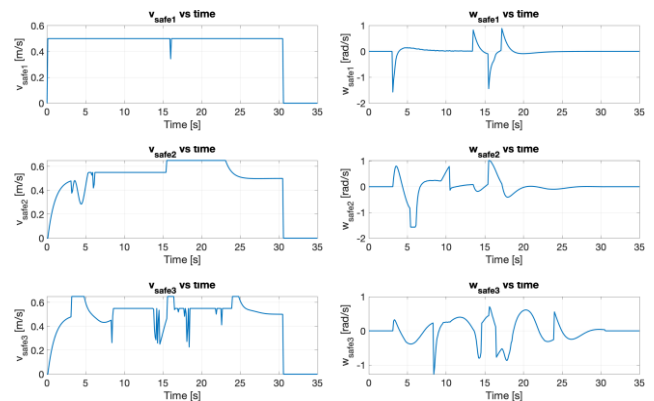 v_safe1 vs time
v_safe1 [m/s]
0.6
0.4
0.2
0
0 5 10 15 20 25 30 35
Time [s]
w_safe1 vs time
w_safe1 [rad/s]
1
0
-1
-2
0 5 10 15 20 25 30 35
Time [s]
v_safe2 vs time
v_safe2 [m/s]
0.6
0.4
0.2
0
0 5 10 15 20 25 30 35
Time [s]
w_safe2 vs time
w_safe2 [rad/s]
1
0
-1
-2
0 5 10 15 20 25 30 35
Time [s]
v_safe3 vs time
v_safe3 [m/s]
0.6
0.4
0.2
0
0 5 10 15 20 25 30 35
Time [s]
w_safe3 vs time
w_safe3 [rad/s]
1
0
-1
0 5 10 15 20 25 30 35
Time [s]